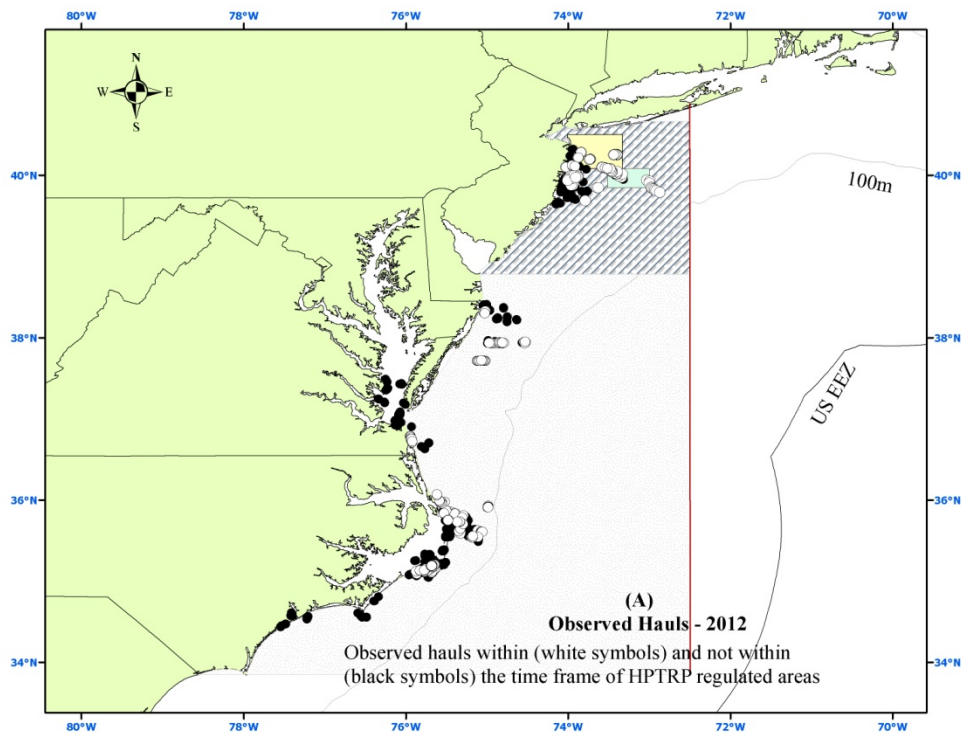 80°W 78°W 76°W 74°W 72°W 70°W
N
W E
S
40°N 40°N
100m
38°N 38°N
US EEZ
36°N 36°N
(A)
Observed Hauls - 2012
Observed hauls within (white symbols) and not within
(black symbols) the time frame of HPTRP regulated areas
34°N 34°N
80°W 78°W 76°W 74°W 72°W 70°W